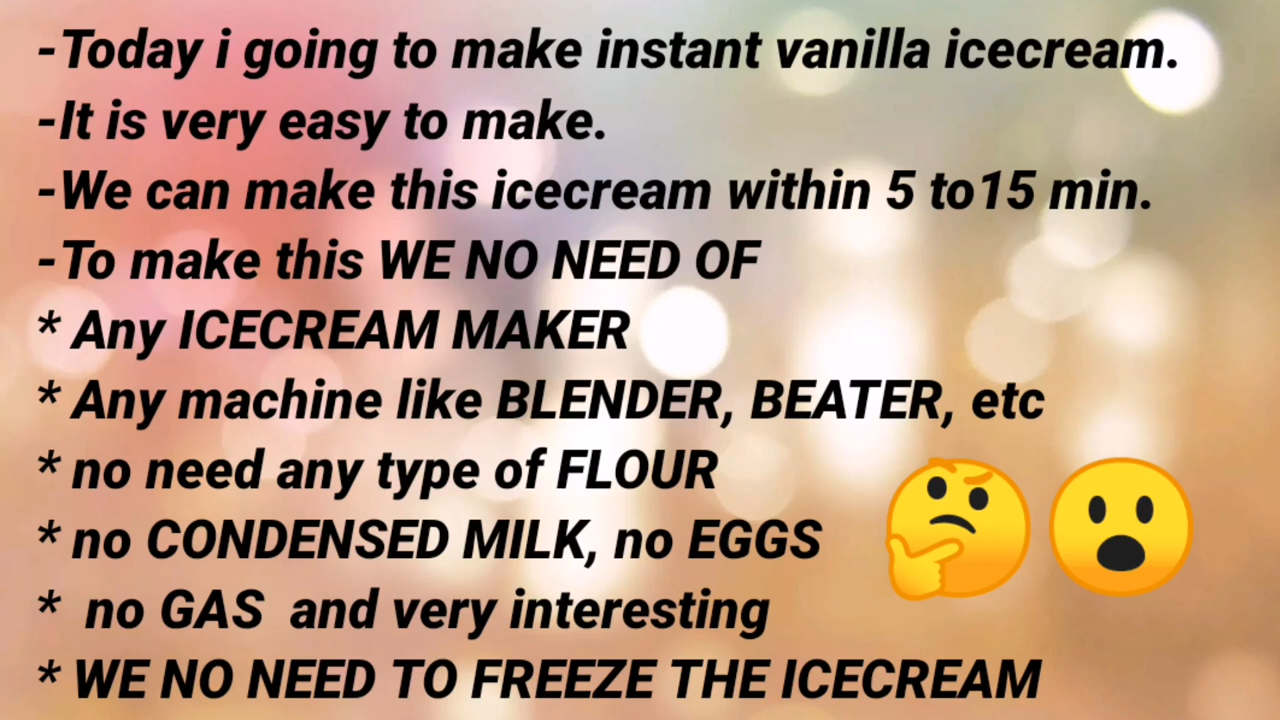 -Today i going to make instant vanilla icecream.
-It is very easy to make.
-We can make this icecream within 5 to15 min.
-To make this WE NO NEED OF
* Any ICECREAM MAKER
* Any machine like BLENDER, BEATER, etc
* no need any type of FLOUR
* no CONDENSED MILK, no EGGS
*  no GAS  and very interesting
* WE NO NEED TO FREEZE THE ICECREAM